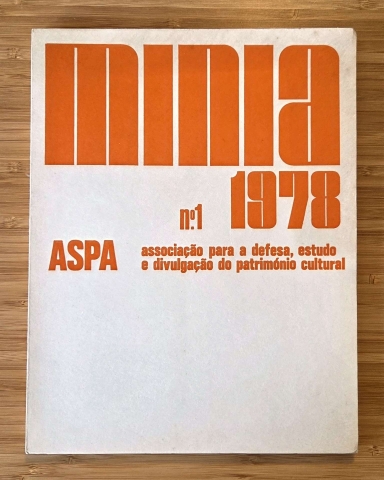 minia
1978
nº1
ASPA
associação para a defesa, estudo
e divulgação do património cultural